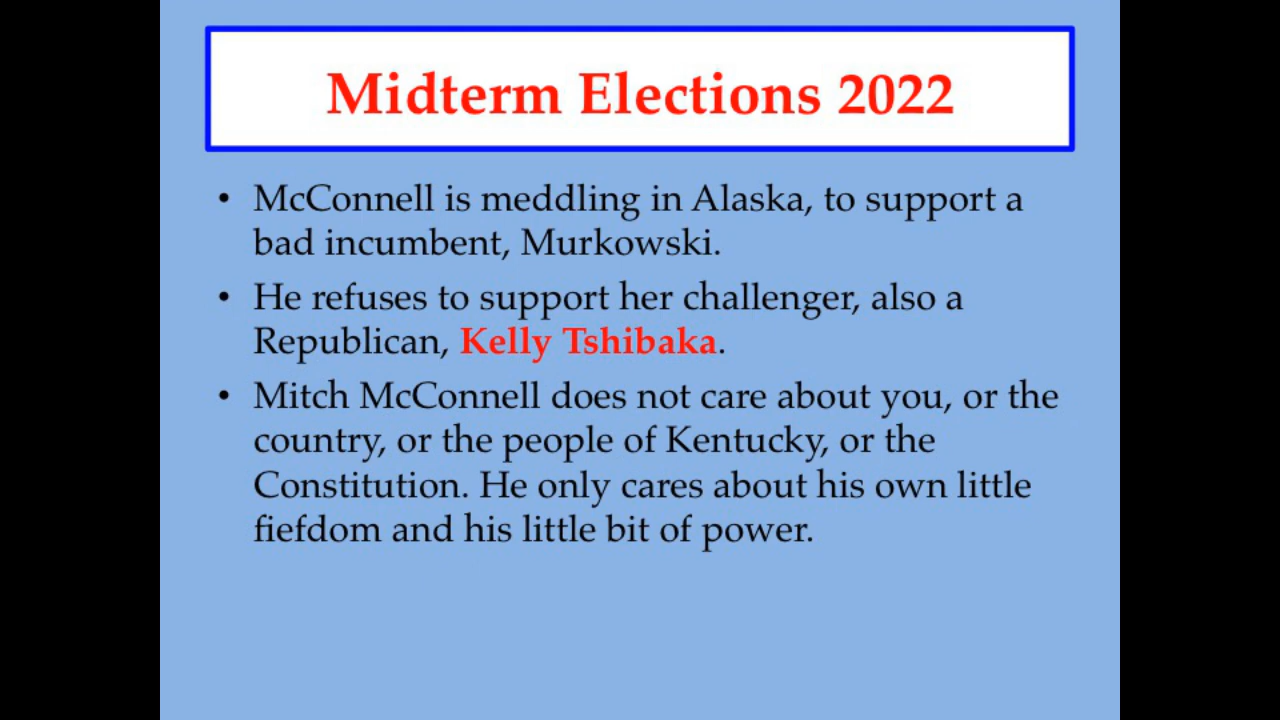 Midterm Elections 2022
• McConnell is meddling in Alaska, to support a
bad incumbent, Murkowski.
• He refuses to support her challenger, also a
Republican, Kelly Tshibaka.
• Mitch McConnell does not care about you, or the
country, or the people of Kentucky, or the
Constitution. He only cares about his own little
fiefdom and his little bit of power.